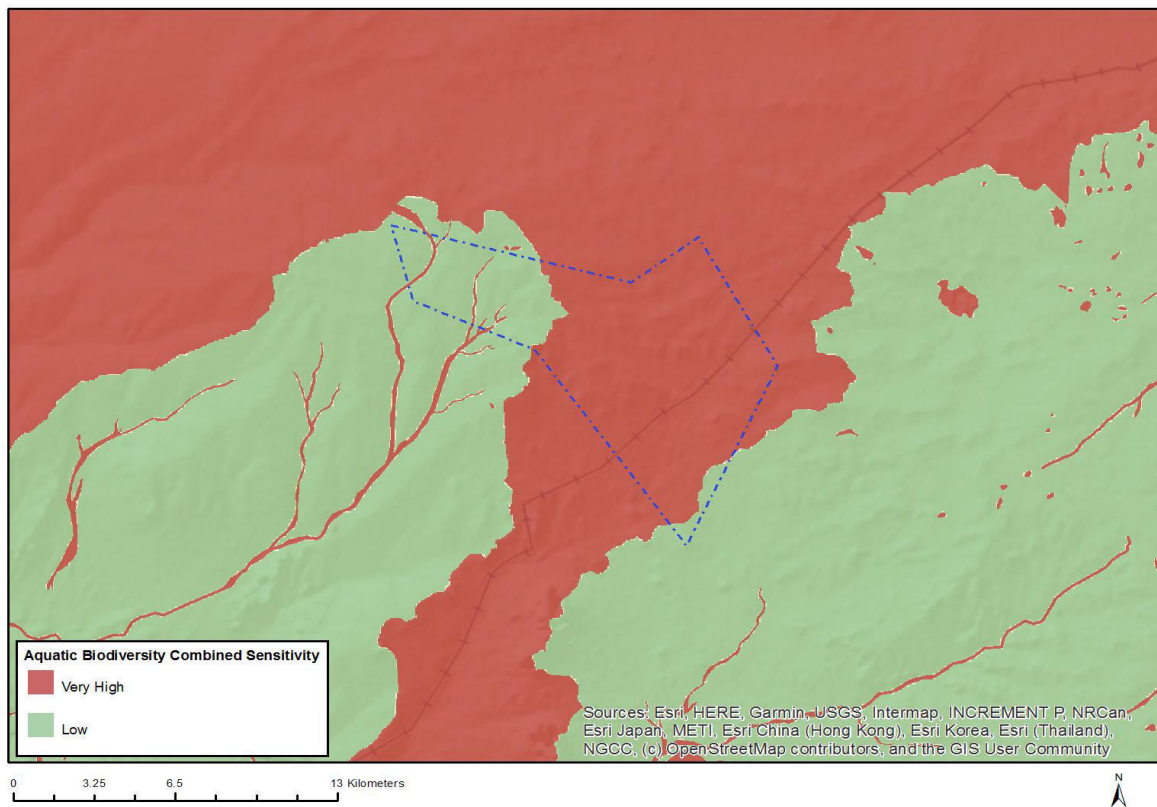 Aquatic Biodiversity Combined Sensitivity
Very High
Low
Sources: Esri, HERE, Garmin, USGS, Intermap, INCREMENT P, NRCan,
Esri Japan, METI, Esri China (Hong Kong), Esri Korea, Esri (Thailand),
NGCC, (c) OpenStreetMap contributors, and the GIS User Community
0 3.25 6.5 13 Kilometers
N